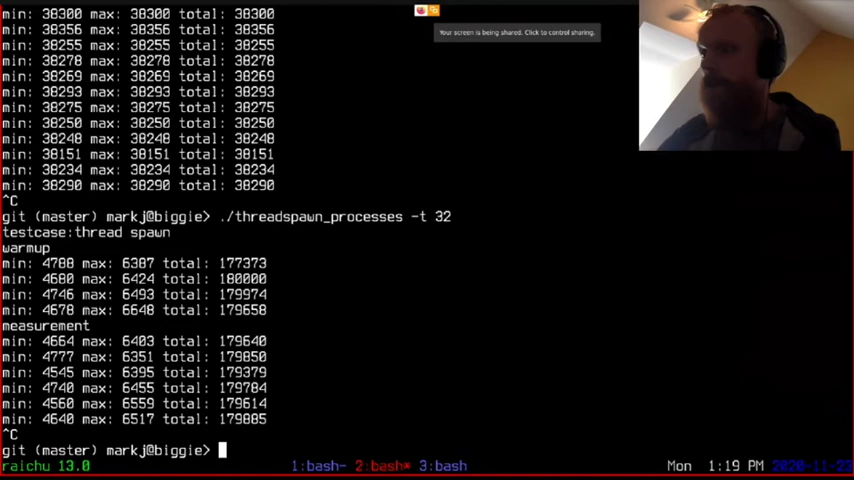 min: 38300 max: 38300 total: 38300
min: 38356 max: 38356 total: 38356
min: 38255 max: 38255 total: 38255
min: 38278 max: 38278 total: 38278
min: 38269 max: 38269 total: 38269
min: 38293 max: 38293 total: 38293
min: 38275 max: 38275 total: 38275
min: 38250 max: 38250 total: 38250
min: 38248 max: 38248 total: 38248
min: 38151 max: 38151 total: 38151
min: 38234 max: 38234 total: 38234
min: 38290 max: 38290 total: 38290
^C
git (master) markj@biggie> ./threadspawn_processes -t 32
testcase:thread spawn
warmup
min: 4788 max: 6387 total: 177373
min: 4680 max: 6424 total: 180000
min: 4746 max: 6493 total: 179974
min: 4678 max: 6648 total: 179658
measurement
min: 4664 max: 6403 total: 179640
min: 4777 max: 6351 total: 179850
min: 4545 max: 6395 total: 179379
min: 4740 max: 6455 total: 179784
min: 4560 max: 6559 total: 179614
min: 4640 max: 6517 total: 179885
^C
git (master) markj@biggie>
raichu 13.0 1:bash- 2:bash* 3:bash Mon 1:19 PM 2020-11-23
Your screen is being shared. Click to control sharing.